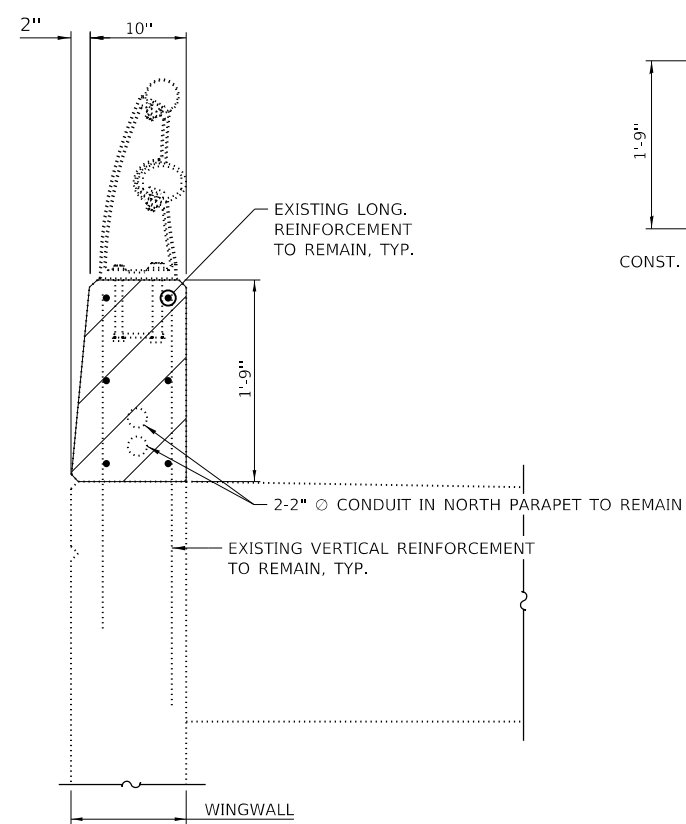 2"
10"
1'-9"
EXISTING LONG.
REINFORCEMENT
TO REMAIN, TYP.
CONST.
1'-9"
2-2" ∅ CONDUIT IN NORTH PARAPET TO REMAIN
EXISTING VERTICAL REINFORCEMENT
TO REMAIN, TYP.
WINGWALL